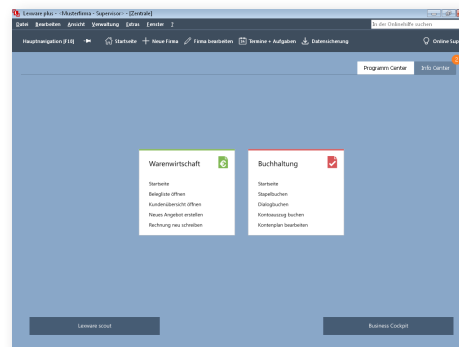 Lexware plus - <Musterfirma - Supervisor> - [Zentrale]
Datei Bearbeiten Ansicht Verwaltung Extras Fenster ?
In der Onlinehilfe suchen
Hauptnavigation (F10) Startseite Neue Firma Firma bearbeiten Termine + Aufgaben Datensicherung Online Sup
Programm Center Info Center
Warenwirtschaft
Startseite
Belegliste öffnen
Kundenübersicht öffnen
Neues Angebot erstellen
Rechnung neu schreiben
Buchhaltung
Startseite
Stapelbuchen
Dialogbuchen
Kontoauszug buchen
Kontenplan bearbeiten
Lexware scout
Business Cockpit